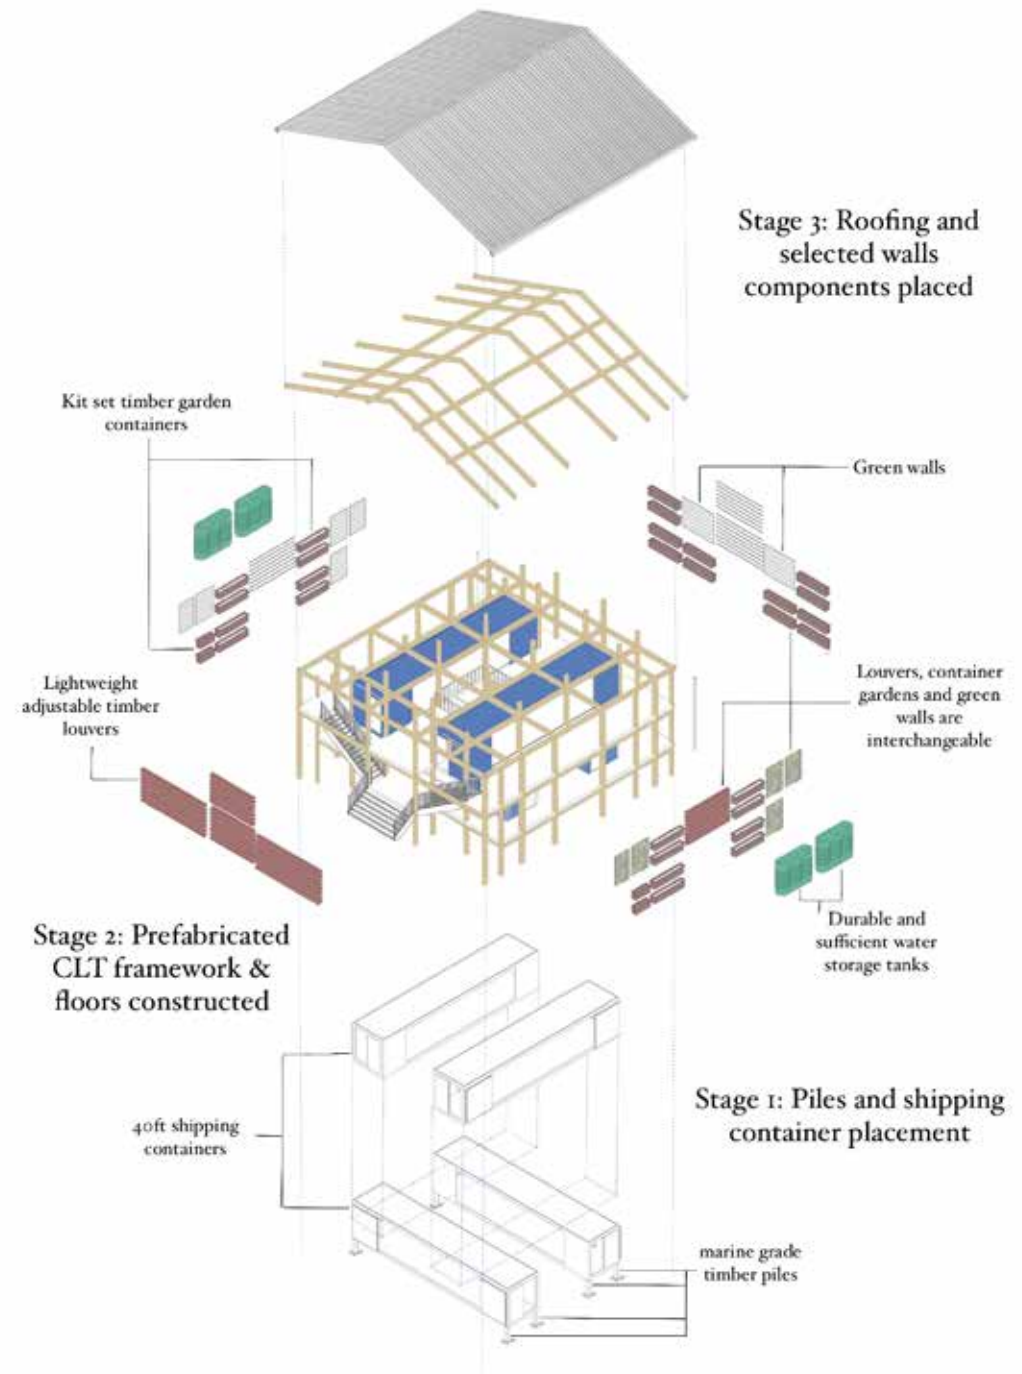 Stage 3: Roofing and
selected walls
components placed
Kit set timber garden
containers
Green walls
Lightweight
adjustable timber
louvers
Louvers, container
gardens and green
walls are
interchangeable
Durable and
sufficient water
storage tanks
Stage 2: Prefabricated
CLT framework &
floors constructed
Stage 1: Piles and shipping
container placement
40ft shipping
containers
marine grade
timber piles